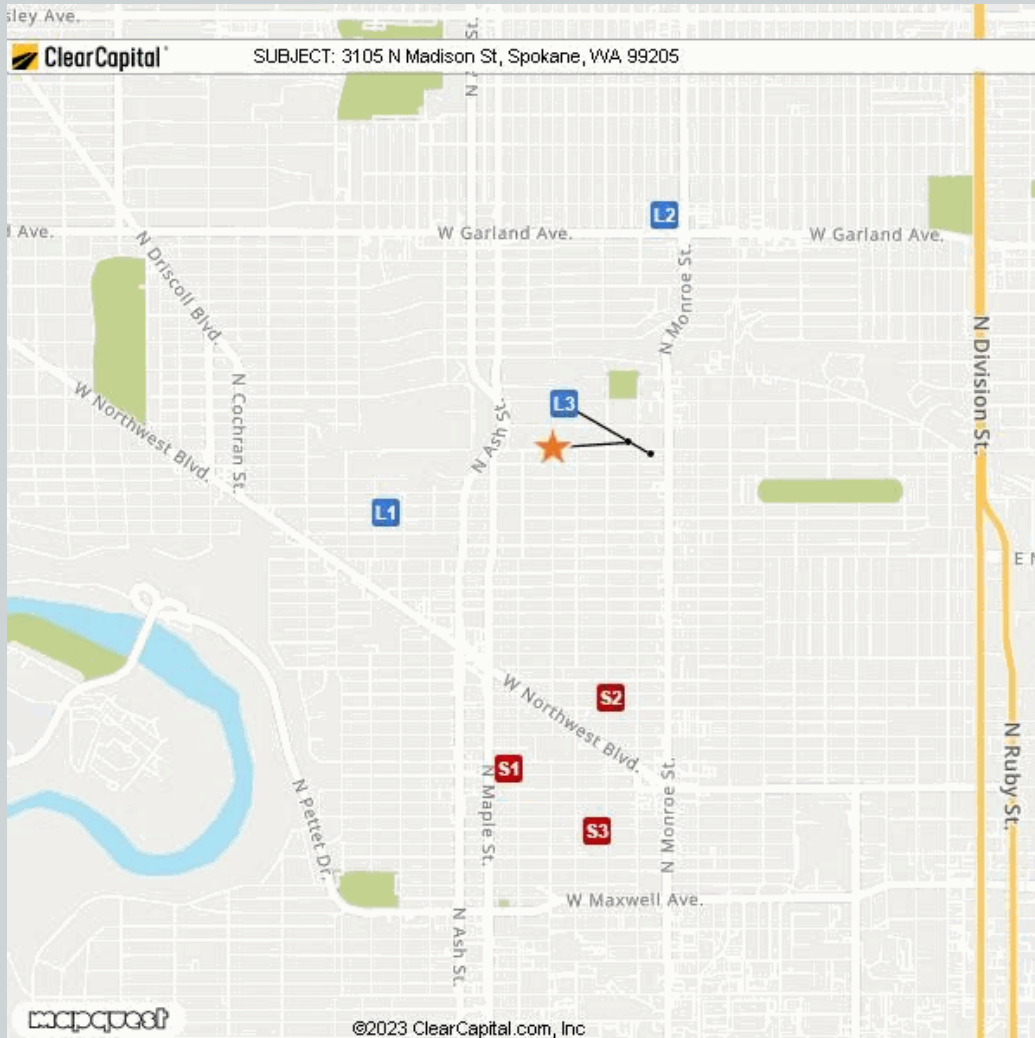 sley Ave.
ClearCapital
SUBJECT: 3105 N Madison St, Spokane, WA 99205
St.
N A
L2
d Ave.
W Garland Ave.
W Garland Ave.
N Driscoll Blvd.
N Monroe St.
N Division St.
W Northwest Blvd.
N Cochran St.
L3
N Ash St.
L1
E N
S2
W Northwest Blvd.
S1
N Maple St.
N Monroe St.
N Ruby St.
N Pettet Dr.
S3
W Maxwell Ave.
N Ash St.
mapquest
©2023 ClearCapital.com, Inc